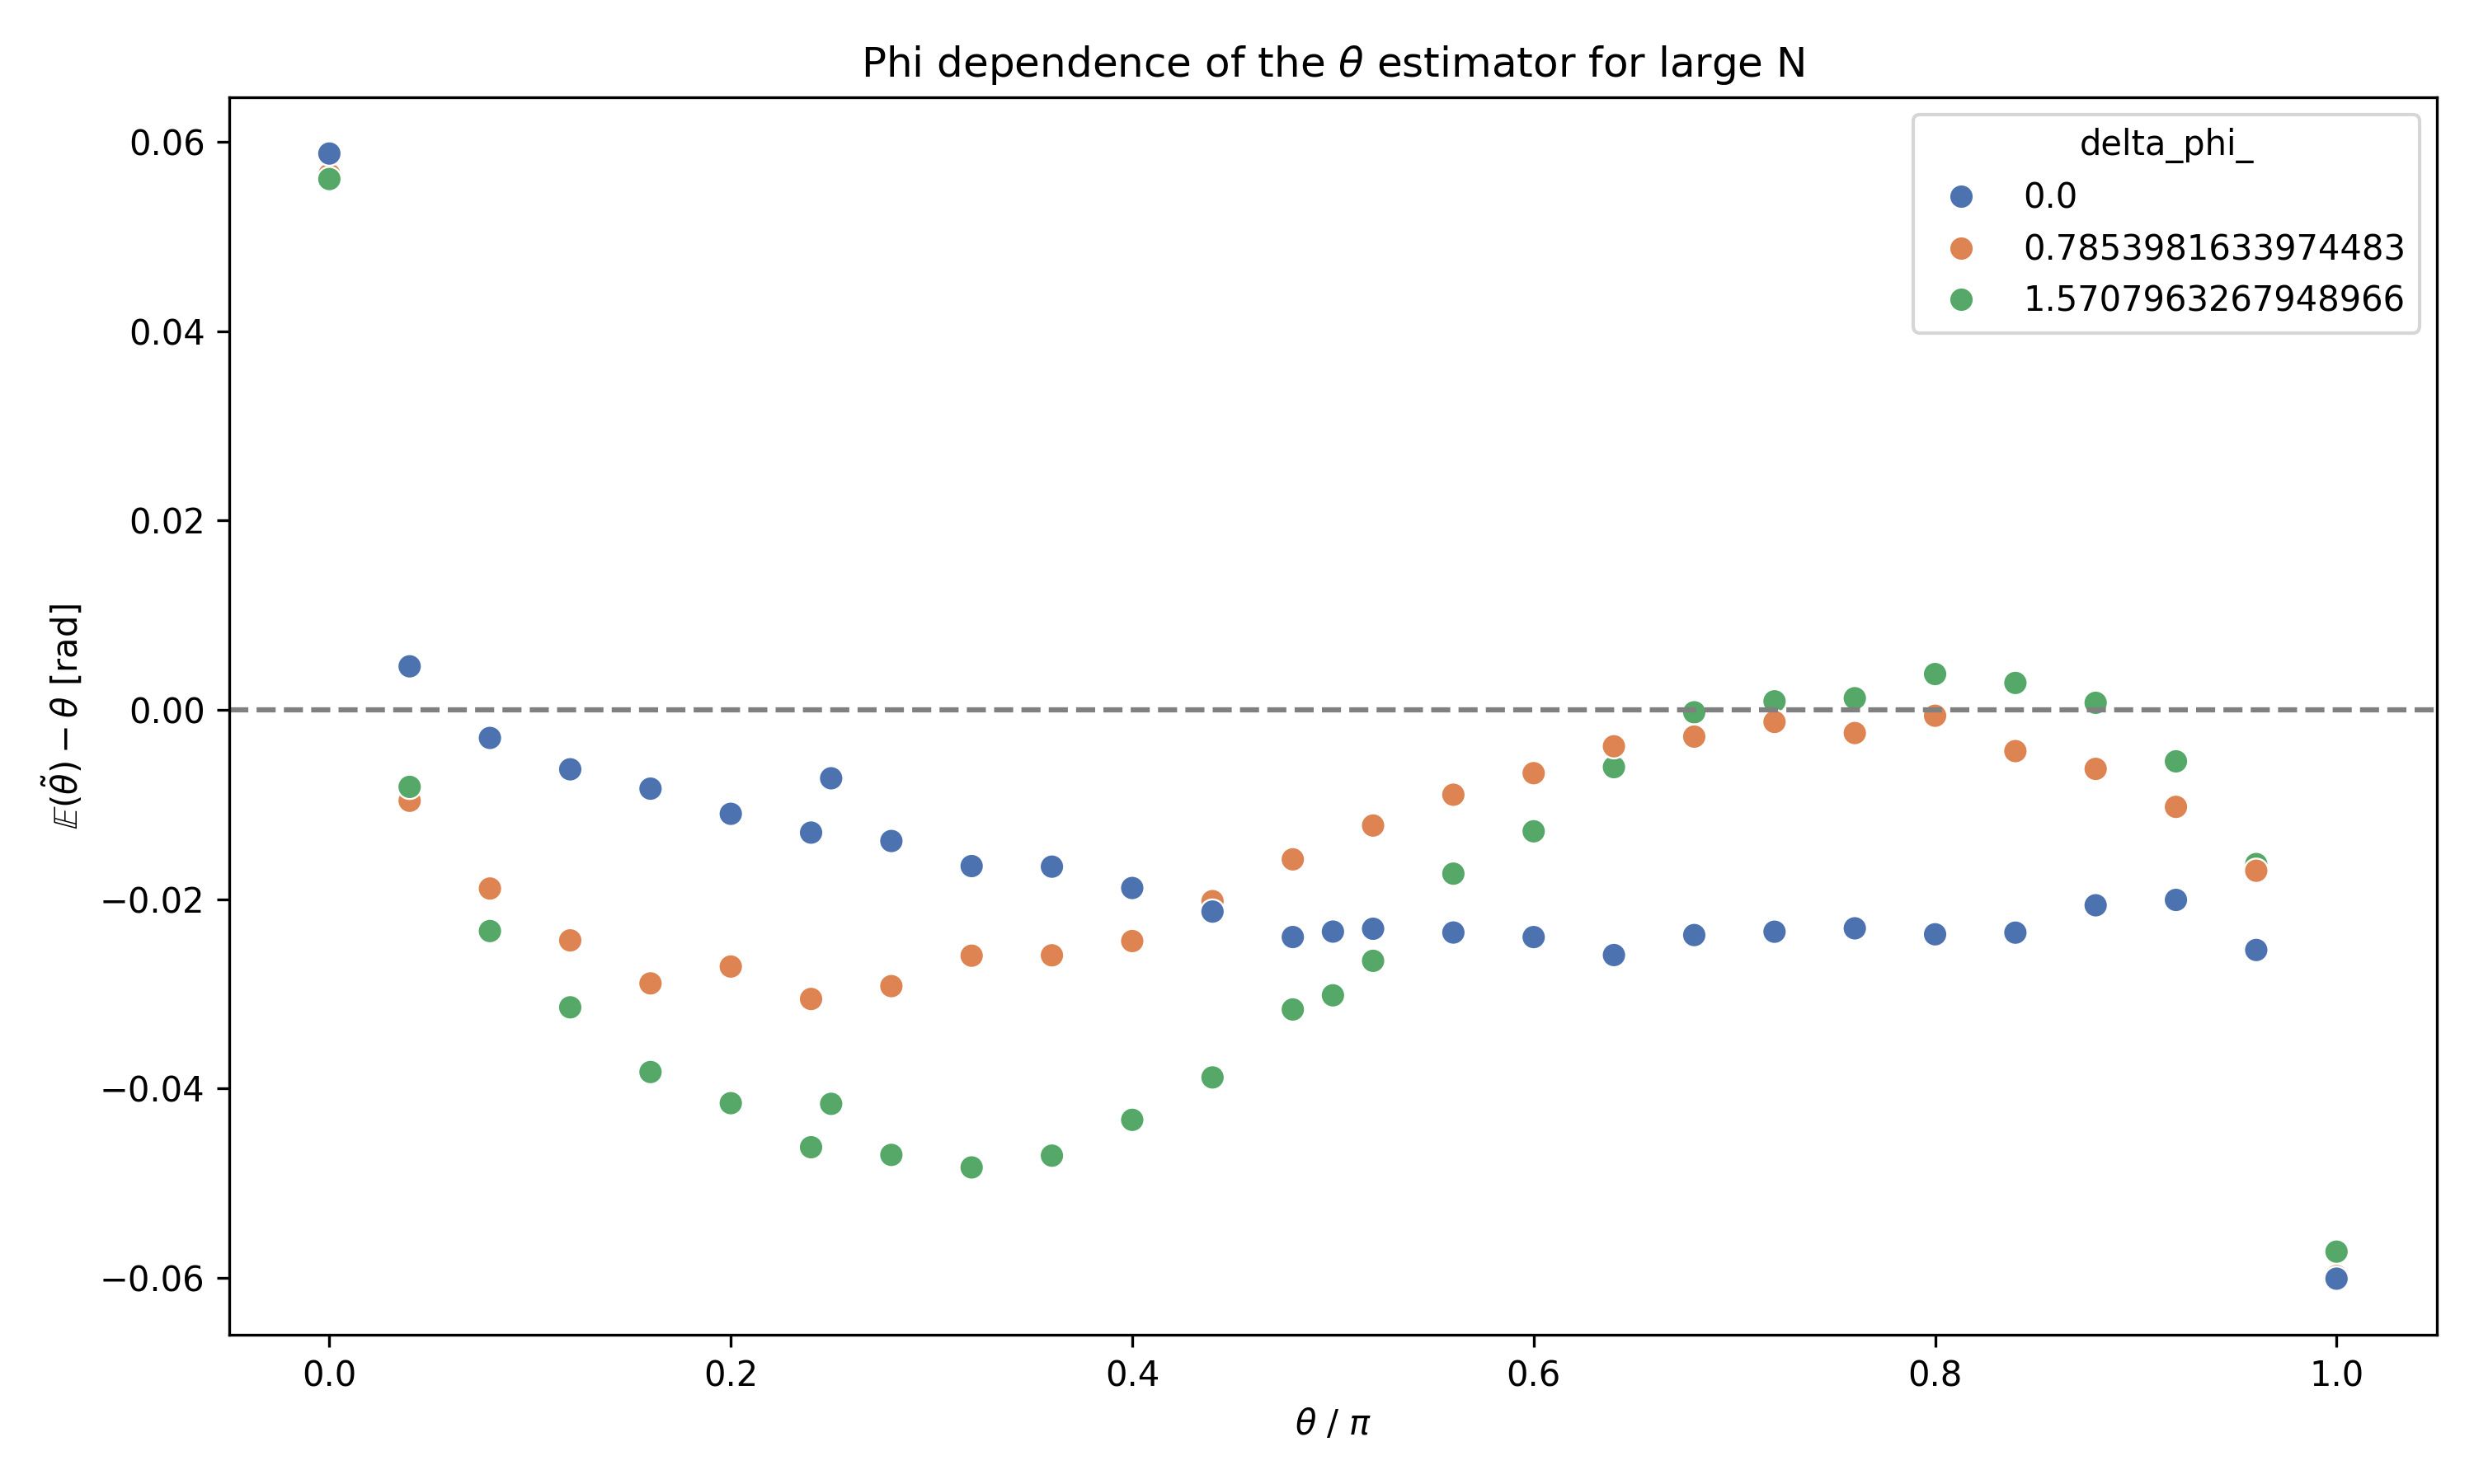 Phi dependence of the θ estimator for large N
delta_phi_
0.0
0.7853981633974483
1.5707963267948966
0.06
0.04
0.02
0.00
−0.02
−0.04
−0.06
𝔼(θ̂̃) − θ [rad]
0.0 0.2 0.4 0.6 0.8 1.0
θ / π